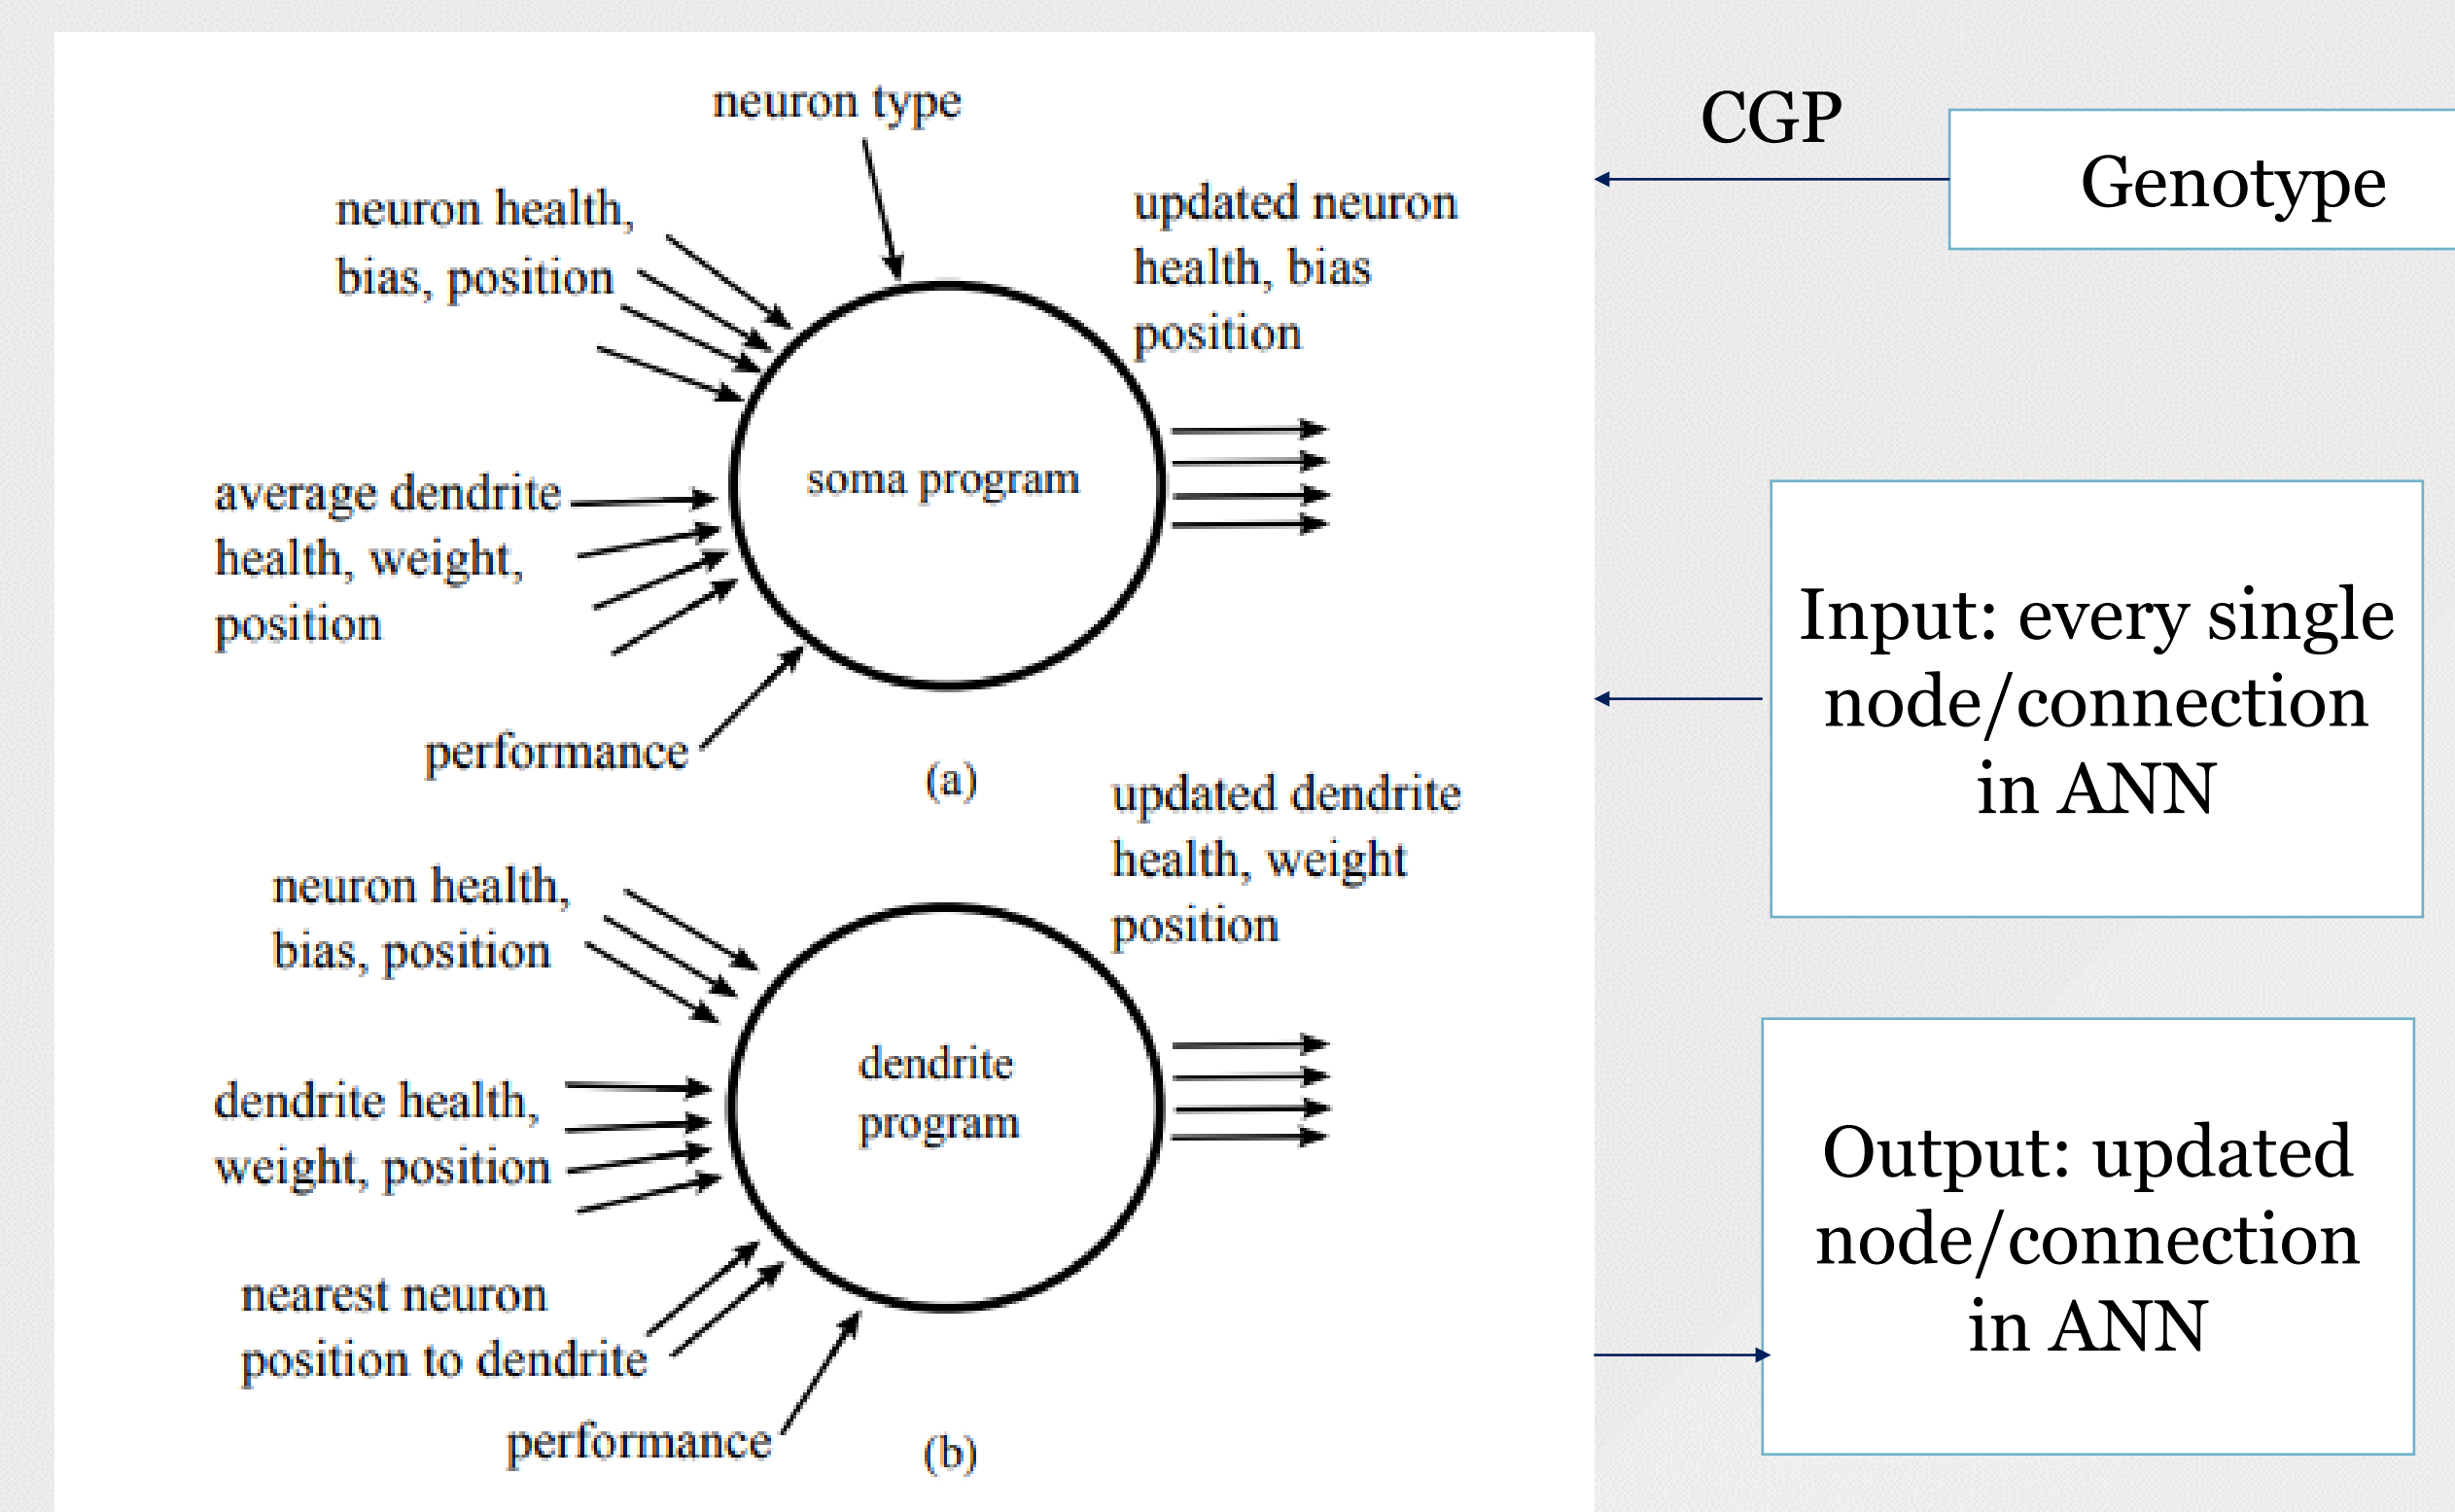 neuron type
neuron health,
bias, position
updated neuron
health, bias
position
soma program
average dendrite
health, weight,
position
performance
(a)
updated dendrite
health, weight
position
neuron health,
bias, position
dendrite
program
dendrite health,
weight, position
nearest neuron
position to dendrite
performance
(b)
CGP
Genotype
Input: every single
node/connection
in ANN
Output: updated
node/connection
in ANN